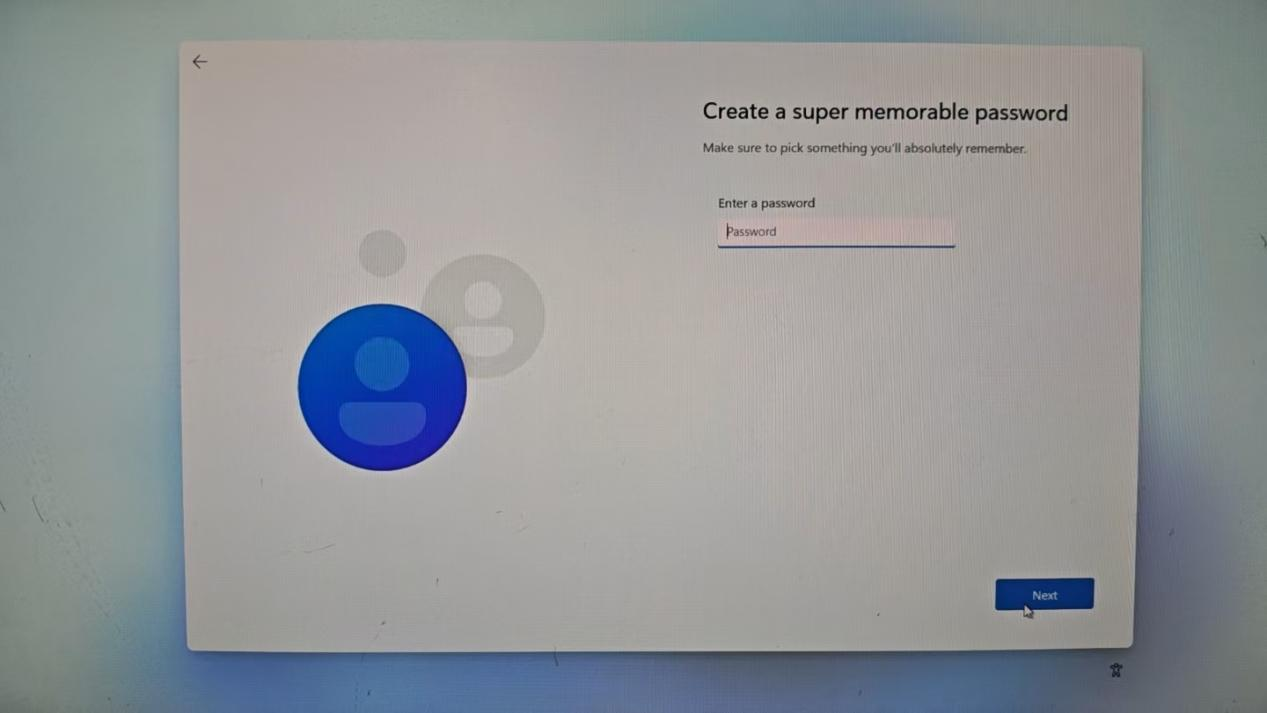 Create a super memorable password
Make sure to pick something you'll absolutely remember.
Enter a password
Password
Next